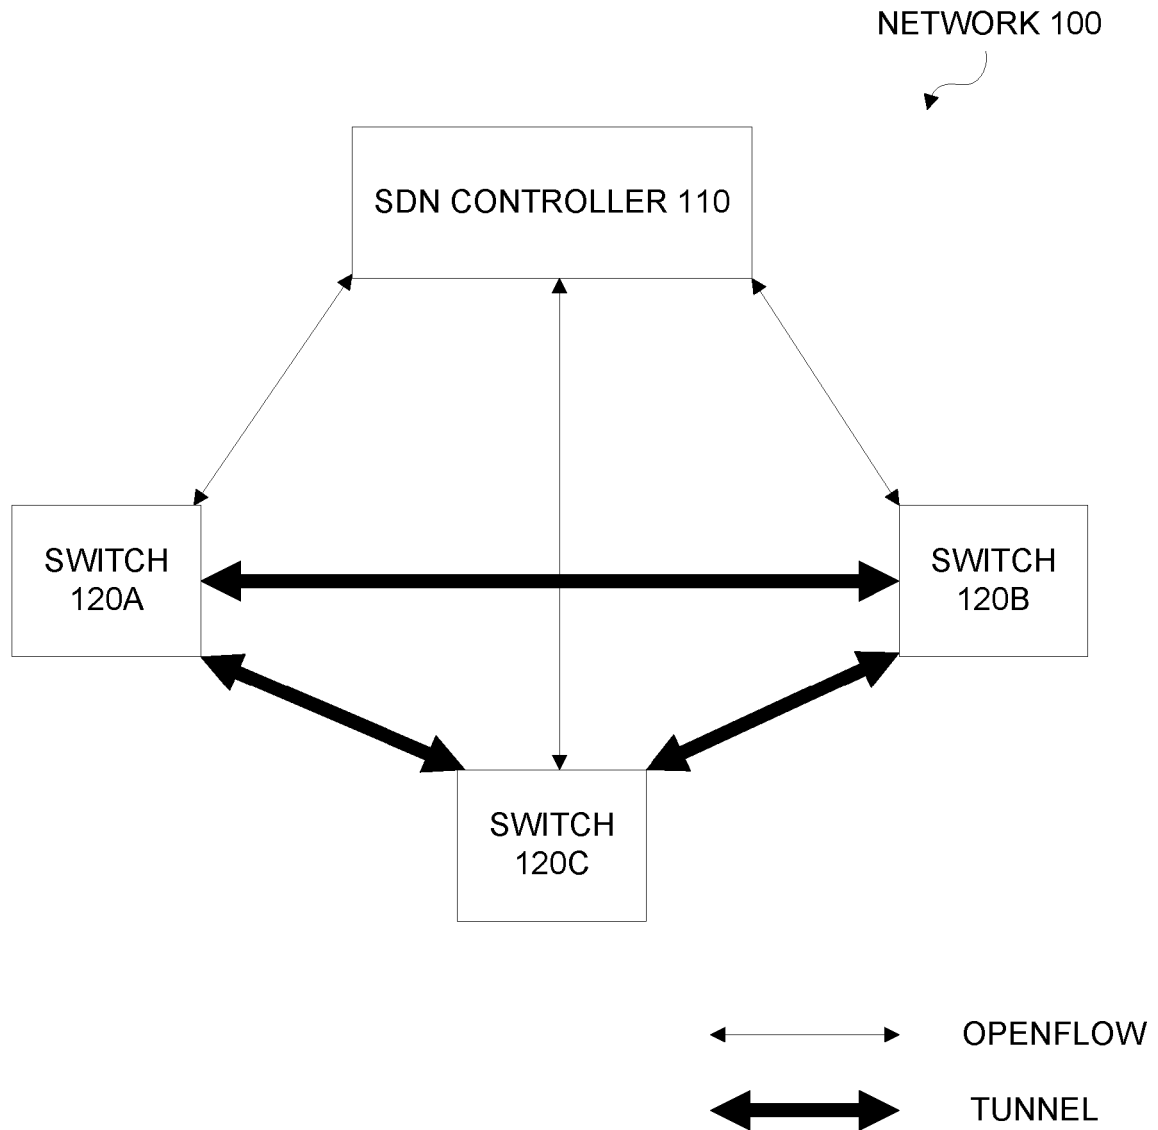 NETWORK 100
SDN CONTROLLER 110
SWITCH
120A
SWITCH
120B
SWITCH
120C
OPENFLOW
TUNNEL